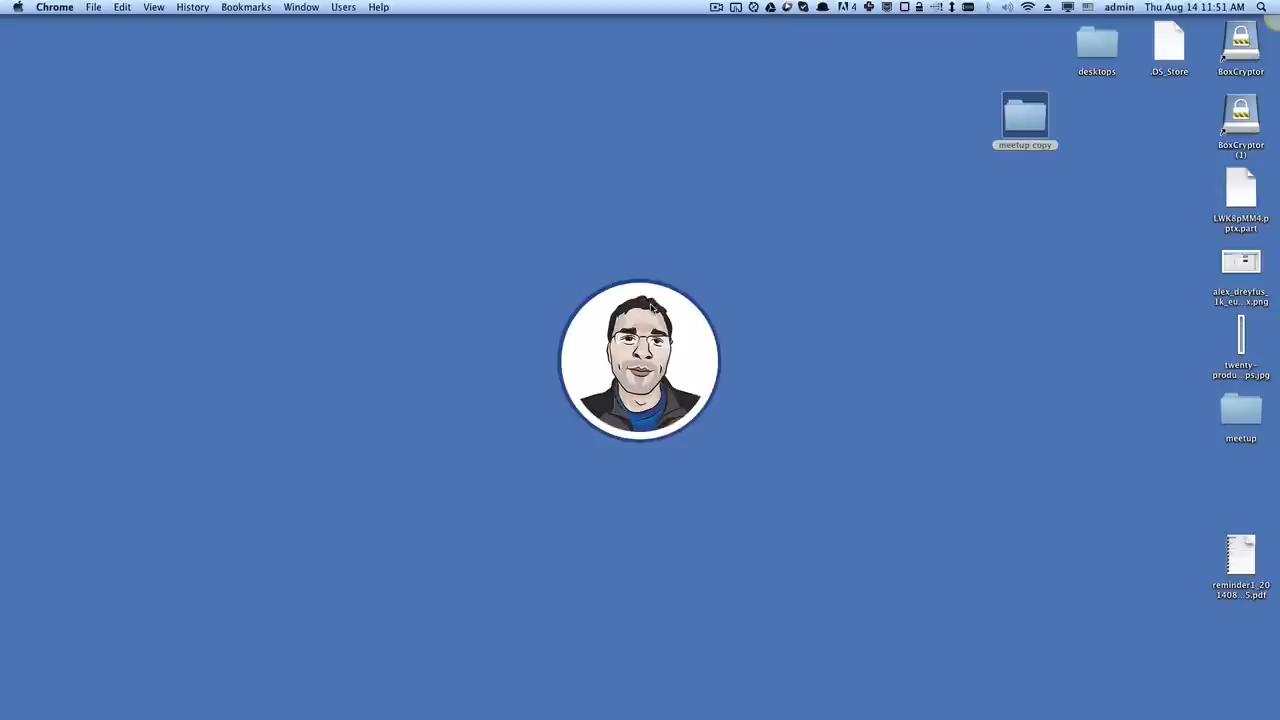 Chrome File Edit View History Bookmarks Window Users Help 4 admin Thu Aug 14 11:51 AM
desktops
.DS_Store
BoxCryptor
meetup copy
BoxCryptor
(1)
LWK8pMM4.p
ptx.part
alex_dreyfus_
1k_eu...x.png
twenty-
produ...ps.jpg
meetup
reminder1_20
1408...5.pdf